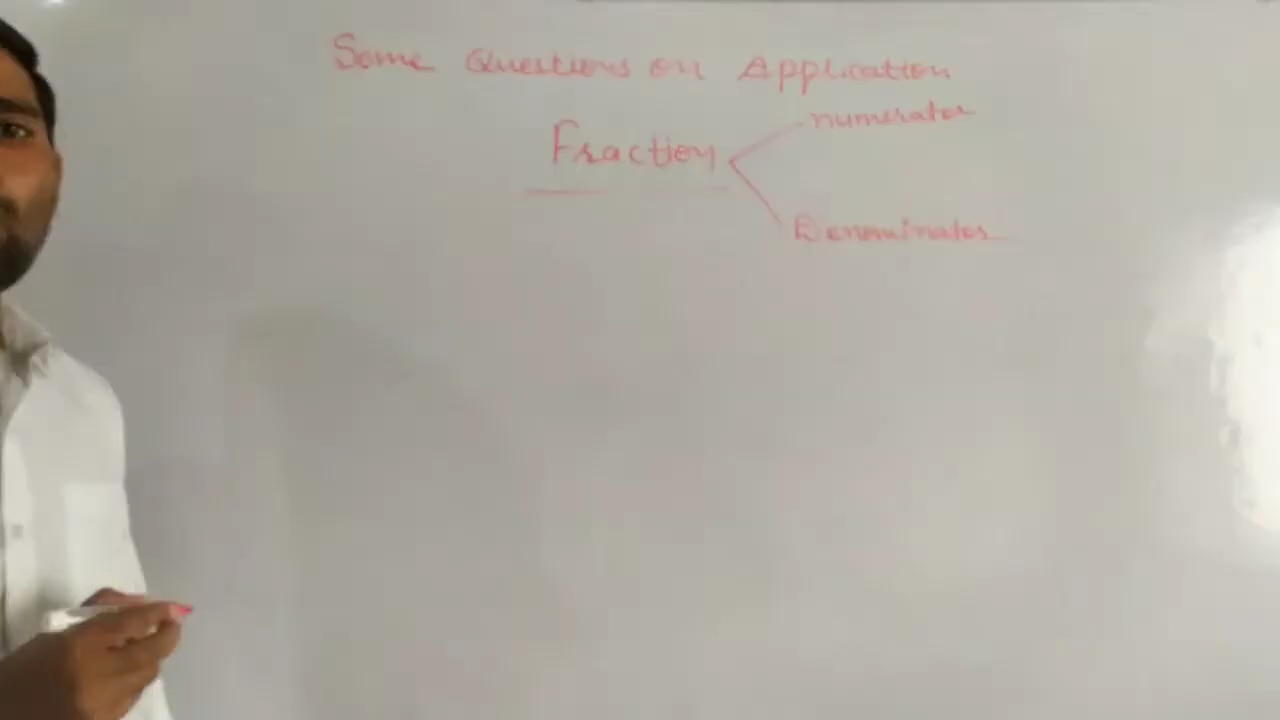 Some Questions on Application
numerator
Fraction
Denominator